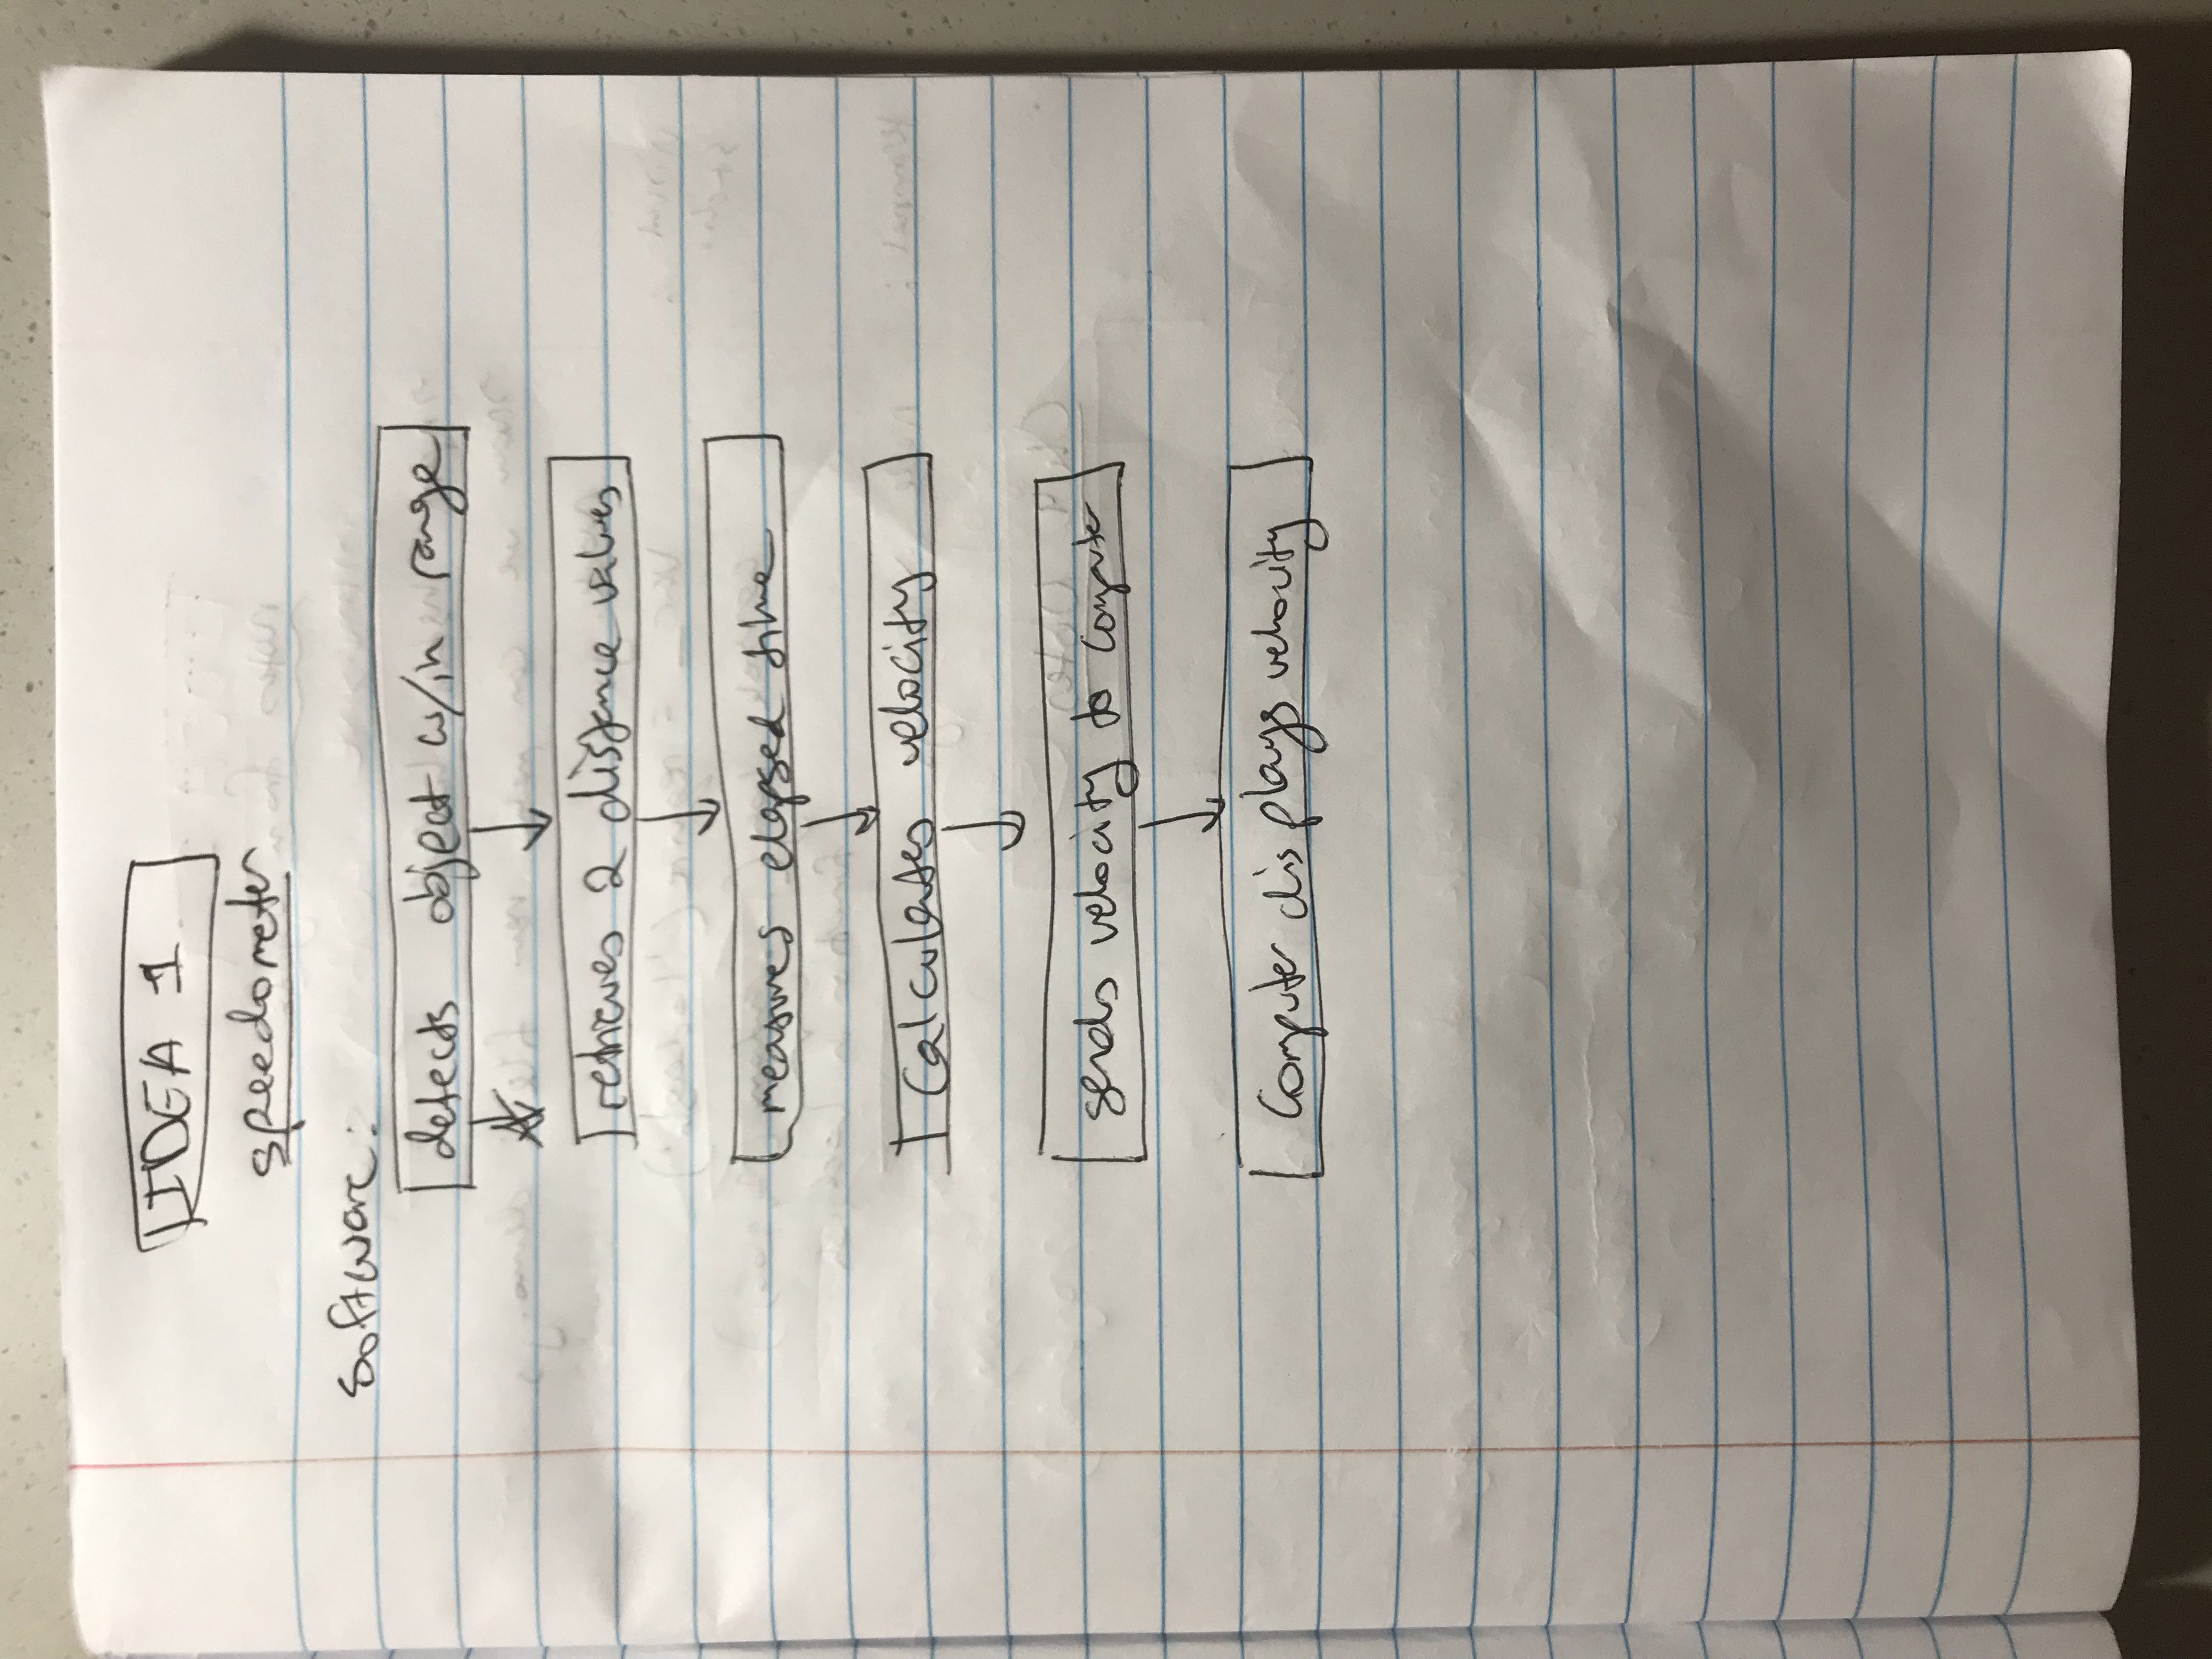 IDEA 1
speedometer
Software:
detects object w/in range
retrieves 2 distance values
measures elapsed time
Calculates velocity
sends velocity to computer
Computer displays velocity